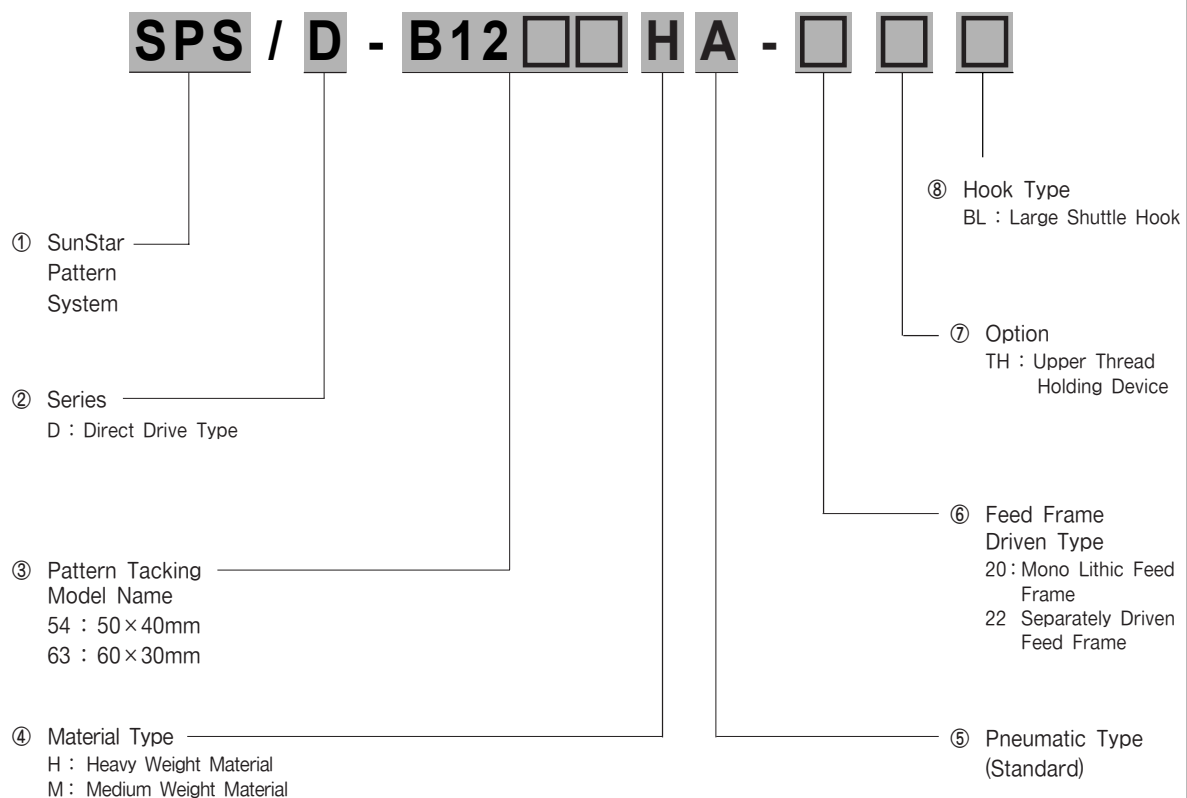 SPS / D - B12□□ H A - □ □ □
⑧ Hook Type
BL : Large Shuttle Hook
① SunStar
Pattern
System
⑦ Option
TH : Upper Thread
Holding Device
② Series
D : Direct Drive Type
⑥ Feed Frame
Driven Type
20 : Mono Lithic Feed
Frame
22 Separately Driven
Feed Frame
③ Pattern Tacking
Model Name
54 : 50×40mm
63 : 60×30mm
④ Material Type
H : Heavy Weight Material
M : Medium Weight Material
⑤ Pneumatic Type
(Standard)